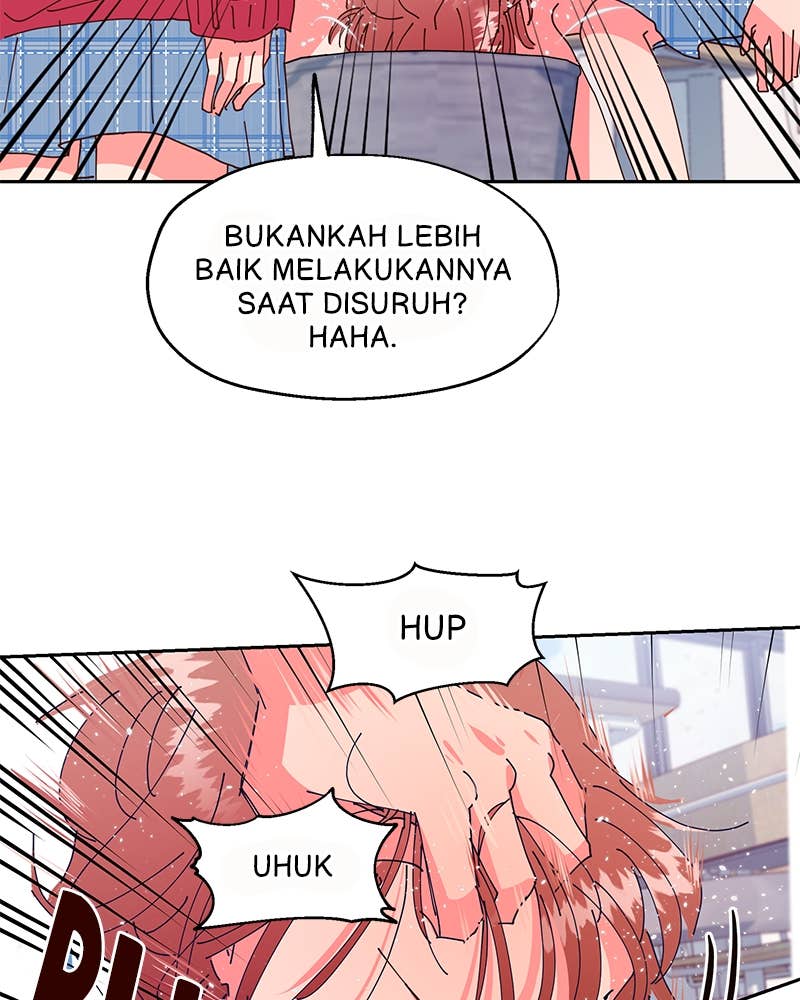 BUKANKAH LEBIH
BAIK MELAKUKANNYA
SAAT DISURUH?
HAHA.
HUP
UHUK